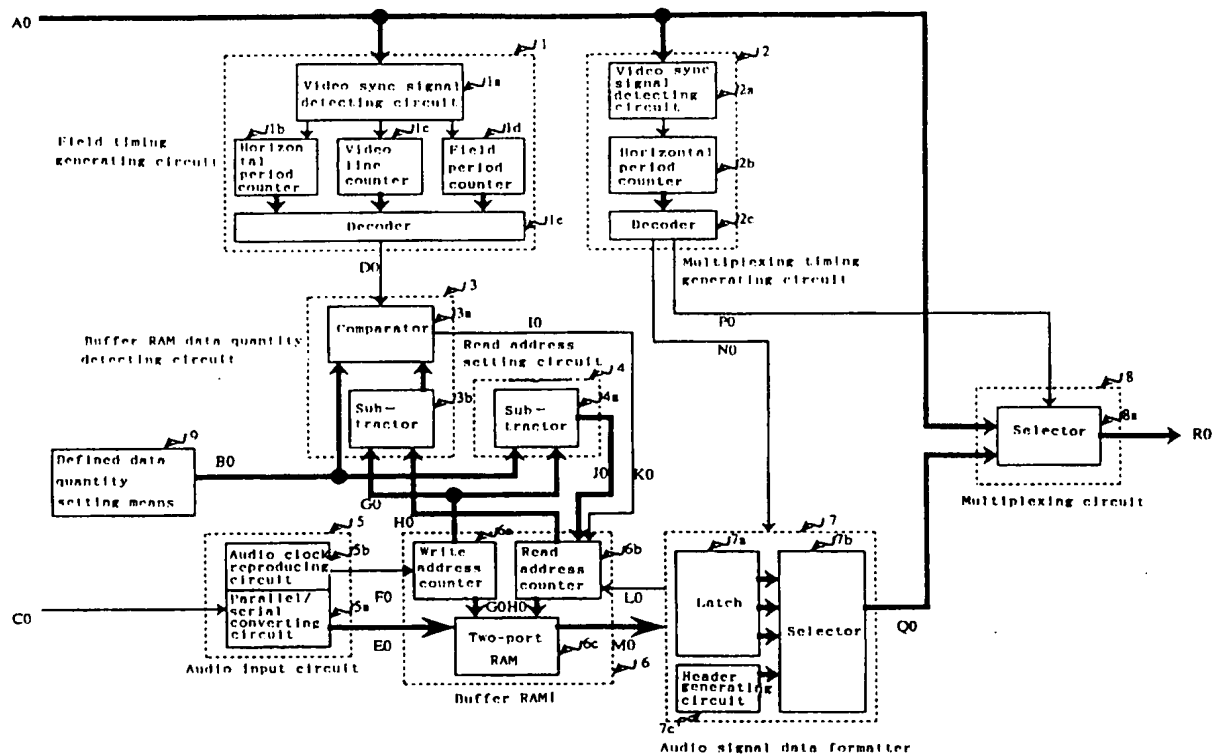 A0
1
Video sync signal
detecting circuit
1a
2
Video sync
signal
detecting
circuit
2a
Field timing
generating circuit
1b
Horizon
tal
period
counter
1c
Video
line
counter
1d
Field
period
counter
Horizontal
period
counter
2b
Decoder
1e
Decoder
2c
D0
Multiplexing timing
generating circuit
3
Comparator
3a
I0
P0
N0
Buffer RAM data quantity
detecting circuit
Read address
setting circuit
4
Sub-
tractor
3b
Sub-
tractor
4a
8
Selector
8a
R0
Multiplexing circuit
9
Defined data
quantity
setting means
B0
G0
H0
J0
K0
5
Audio clock
reproducing
circuit
5b
Parallel/
serial
converting
circuit
5a
C0
F0
E0
Audio input circuit
6a
Write
address
counter
Read
address
counter
6b
G0
H0
L0
Two-port
RAM
6c
M0
6
Buffer RAM
7
7a
7b
Latch
Selector
Q0
Header
generating
circuit
7c
Audio signal data formatter